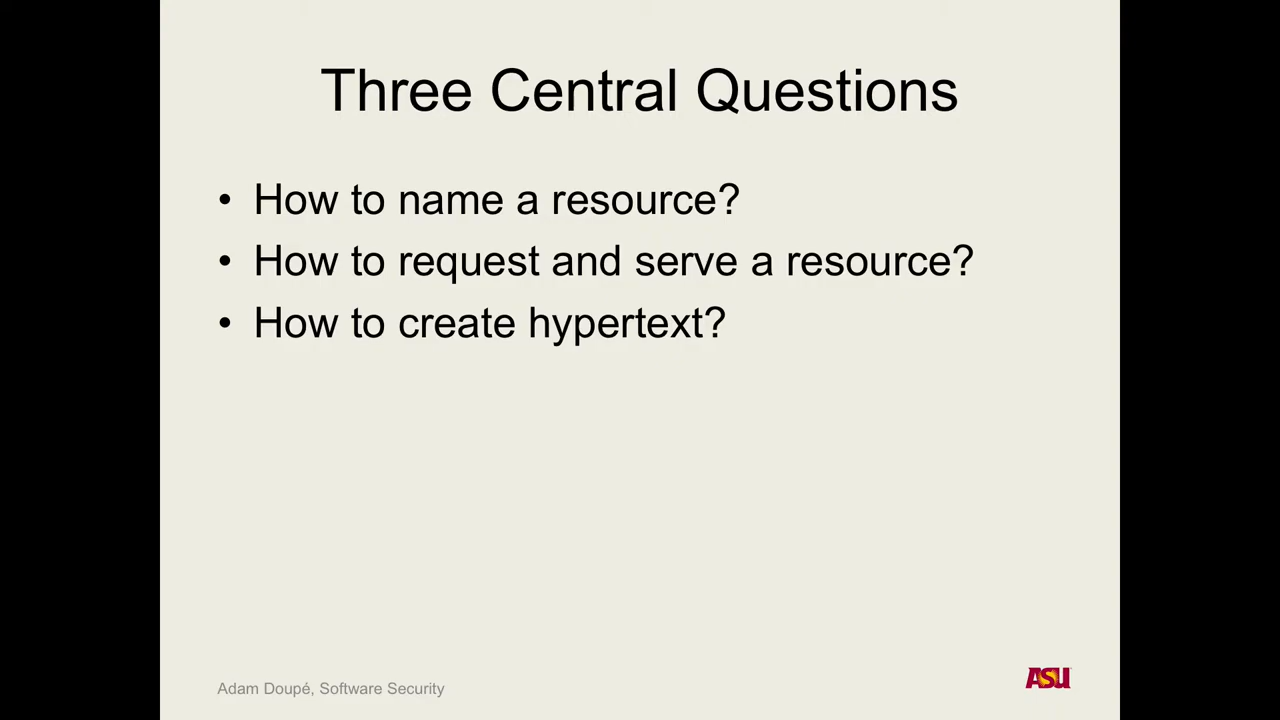 Three Central Questions
• How to name a resource?
• How to request and serve a resource?
• How to create hypertext?
Adam Doupé, Software Security
ASU